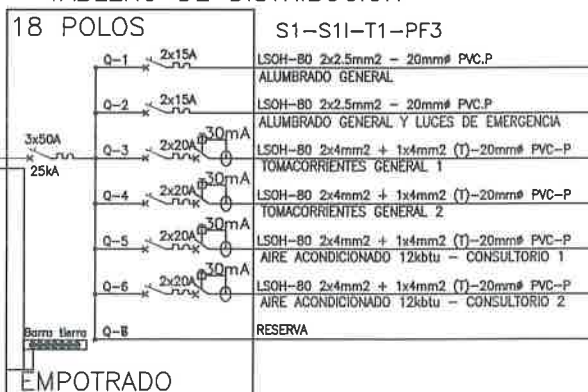 18 POLOS
S1-S1I-T1-PF3
Q-1 2x15A LSOH-80 2x2.5mm2 - 20mmø PVC.P
ALUMBRADO GENERAL
Q-2 2x15A LSOH-80 2x2.5mm2 - 20mmø PVC.P
ALUMBRADO GENERAL Y LUCES DE EMERGENCIA
3x50A
25kA
Q-3 2x20A 30mA LSOH-80 2x4mm2 + 1x4mm2 (T)-20mmø PVC-P
TOMACORRIENTES GENERAL 1
Q-4 2x20A 30mA LSOH-80 2x4mm2 + 1x4mm2 (T)-20mmø PVC-P
TOMACORRIENTES GENERAL 2
Q-5 2x20A 30mA LSOH-80 2x4mm2 + 1x4mm2 (T)-20mmø PVC-P
AIRE ACONDICIONADO 12kbtu - CONSULTORIO 1
Q-6 2x20A 30mA LSOH-80 2x4mm2 + 1x4mm2 (T)-20mmø PVC-P
AIRE ACONDICIONADO 12kbtu - CONSULTORIO 2
Barra tierra
RESERVA
EMPOTRADO